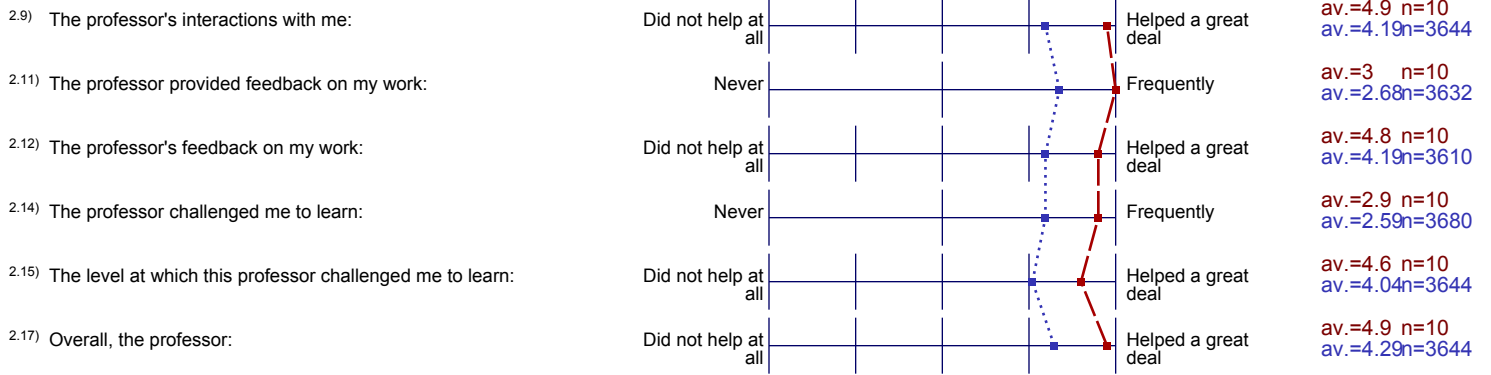 2.9) The professor's interactions with me: Did not help at all Helped a great deal av.=4.9 n=10
av.=4.19n=3644
2.11) The professor provided feedback on my work: Never Frequently av.=3 n=10
av.=2.68n=3632
2.12) The professor's feedback on my work: Did not help at all Helped a great deal av.=4.8 n=10
av.=4.19n=3610
2.14) The professor challenged me to learn: Never Frequently av.=2.9 n=10
av.=2.59n=3680
2.15) The level at which this professor challenged me to learn: Did not help at all Helped a great deal av.=4.6 n=10
av.=4.04n=3644
2.17) Overall, the professor: Did not help at all Helped a great deal av.=4.9 n=10
av.=4.29n=3644